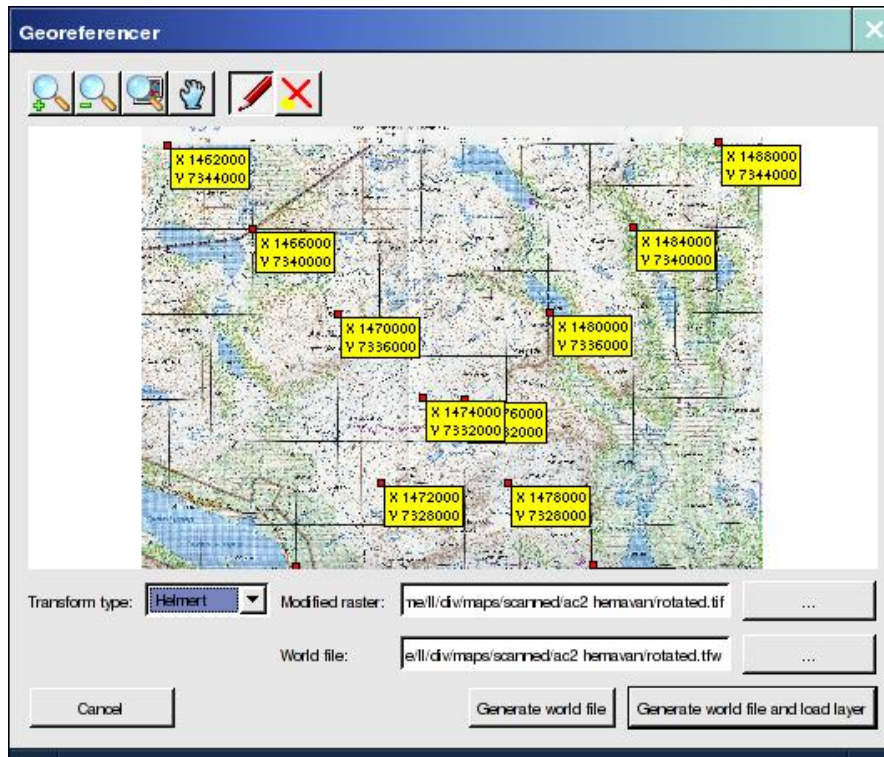 Georeferencer
X 1462000
Y 7344000
X 1488000
Y 7344000
X 1466000
Y 7340000
X 1484000
Y 7340000
X 1470000
Y 7336000
X 1480000
Y 7336000
X 1474000
Y 7332000
76000
32000
X 1472000
Y 7328000
X 1478000
Y 7328000
Transform type: Helmert Modified raster: me/ll/div/maps/scanned/ac2 hemavan/rotated.tif ...
World file: e/ll/div/maps/scanned/ac2 hemavan/rotated.tfw ...
Cancel Generate world file Generate world file and load layer